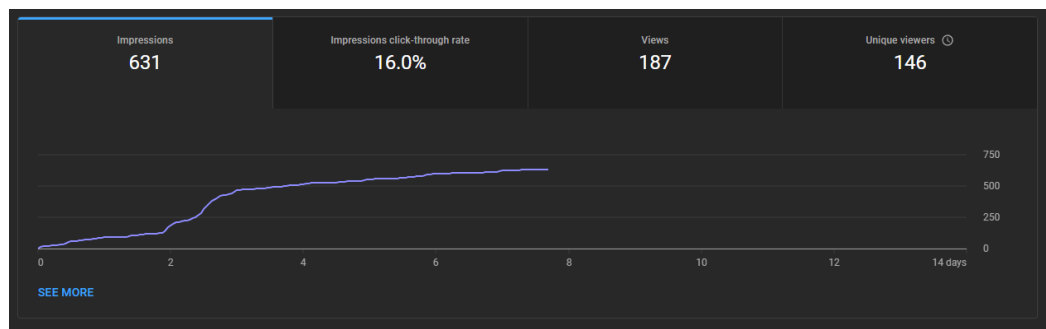 Impressions
631
Impressions click-through rate
16.0%
Views
187
Unique viewers
146
750
500
250
0
0 2 4 6 8 10 12 14 days
SEE MORE